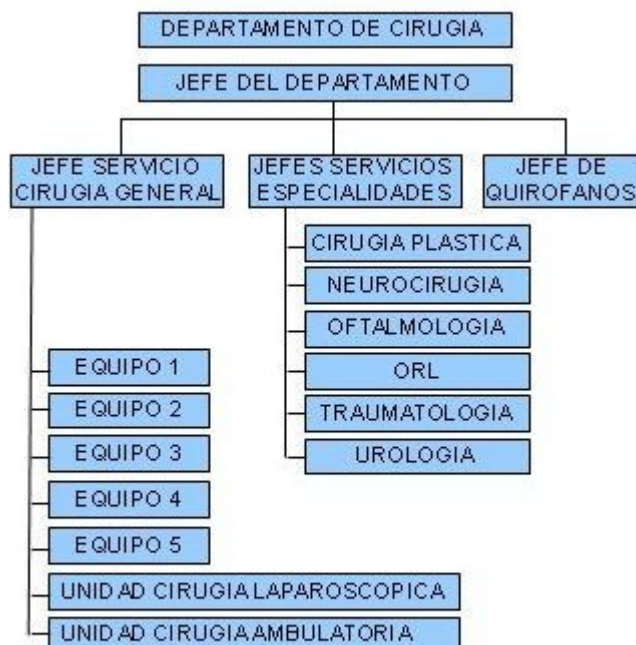 DEPARTAMENTO DE CIRUGIA
JEFE DEL DEPARTAMENTO
JEFE SERVICIO
CIRUGIA GENERAL
JEFES SERVICIOS
ESPECIALIDADES
JEFE DE
QUIROFANOS
CIRUGIA PLASTICA
NEUROCIRUGIA
OFTALMOLOGIA
ORL
TRAUMATOLOGIA
UROLOGIA
EQUIPO 1
EQUIPO 2
EQUIPO 3
EQUIPO 4
EQUIPO 5
UNIDAD CIRUGIA LAPAROSCOPICA
UNIDAD CIRUGIA AMBULATORIA